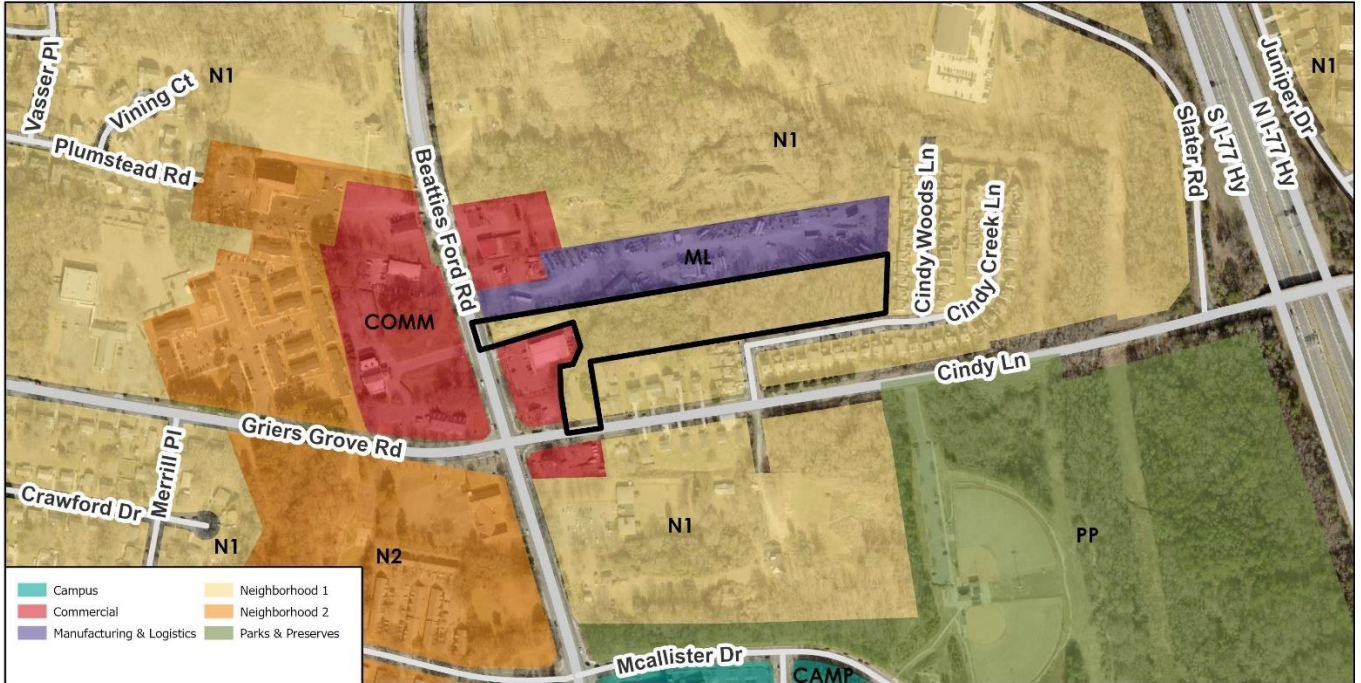 N1
Vasser Pl
Vining Ct
Plumstead Rd
Beatties Ford Rd
N1
Slater Rd
S I-77 Hy
N I-77 Hy
Juniper Dr
N1
Cindy Woods Ln
Cindy Creek Ln
ML
COMM
Cindy Ln
Griers Grove Rd
Merrill Pl
Crawford Dr
N1
N2
N1
PP
Mcallister Dr
CAMP
Campus
Commercial
Manufacturing & Logistics
Neighborhood 1
Neighborhood 2
Parks & Preserves